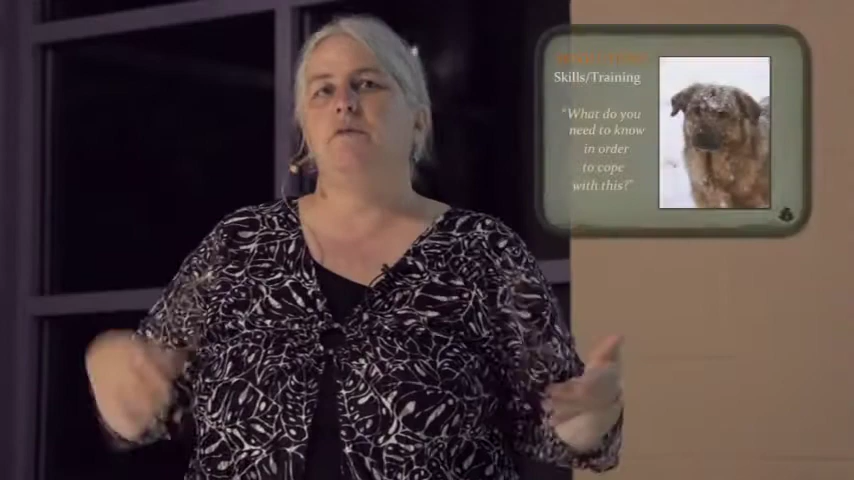 Skills/Training
"What do you
need to know
in order
to cope
with this?"